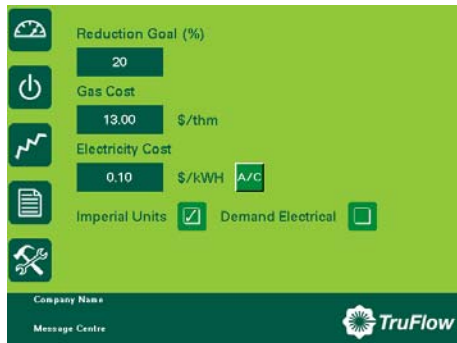 Reduction Goal (%)
20
Gas Cost
13.00 $/thm
Electricity Cost
0.10 $/kWH A/C
Imperial Units Demand Electrical
Company Name
Message Centre
TruFlow